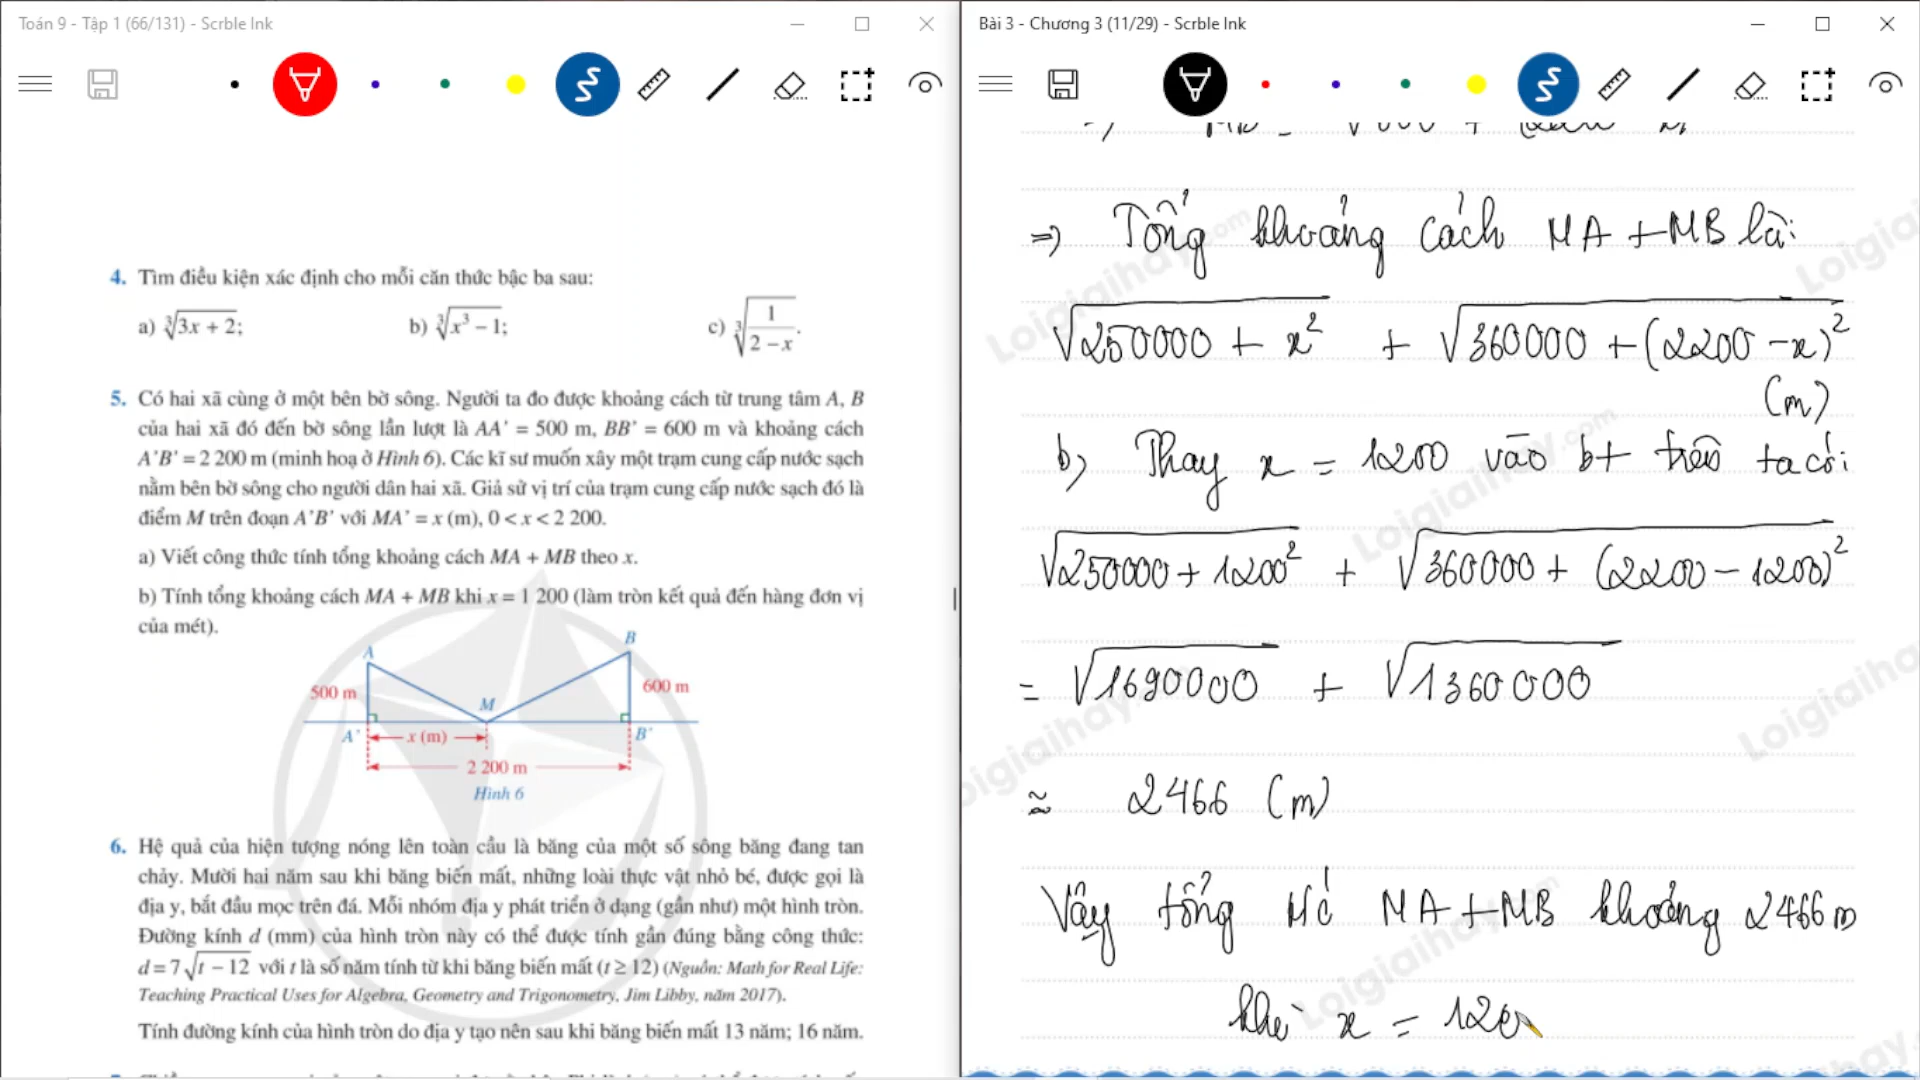 Toán 9 - Tập 1 (66/131) - Scrble Ink
4. Tìm điều kiện xác định cho mỗi căn thức bậc ba sau:
a) ∛(3x + 2);
b) ∛(x³ − 1);
c) ∛(1/(2 − x)).
5. Có hai xã cùng ở một bên bờ sông. Người ta đo được khoảng cách từ trung tâm A, B
của hai xã đó đến bờ sông lần lượt là AA' = 500 m, BB' = 600 m và khoảng cách
A'B' = 2 200 m (minh hoạ ở Hình 6). Các kĩ sư muốn xây một trạm cung cấp nước sạch
nằm bên bờ sông cho người dân hai xã. Giả sử vị trí của trạm cung cấp nước sạch đó là
điểm M trên đoạn A'B' với MA' = x (m), 0 < x < 2 200.
a) Viết công thức tính tổng khoảng cách MA + MB theo x.
b) Tính tổng khoảng cách MA + MB khi x = 1 200 (làm tròn kết quả đến hàng đơn vị
của mét).
B
A
500 m
600 m
M
A'
x (m)
B'
2 200 m
Hình 6
6. Hệ quả của hiện tượng nóng lên toàn cầu là băng của một số sông băng đang tan
chảy. Mười hai năm sau khi băng biến mất, những loài thực vật nhỏ bé, được gọi là
địa y, bắt đầu mọc trên đá. Mỗi nhóm địa y phát triển ở dạng (gần như) một hình tròn.
Đường kính d (mm) của hình tròn này có thể được tính gần đúng bằng công thức:
d = 7√(t − 12) với t là số năm tính từ khi băng biến mất (t ≥ 12) (Nguồn: Math for Real Life:
Teaching Practical Uses for Algebra, Geometry and Trigonometry, Jim Libby, năm 2017).
Tính đường kính của hình tròn do địa y tạo nên sau khi băng biến mất 13 năm; 16 năm.
Bài 3 - Chương 3 (11/29) - Scrble Ink
=> Tổng khoảng cách MA + MB là:
√(250000 + x²) + √(360000 + (2200 − x)²)
(m)
b) Thay x = 1200 vào bt trên ta có:
√(250000 + 1200²) + √(360000 + (2200 − 1200)²)
= √1690000 + √1360000
≈ 2466 (m)
Vậy tổng k/c MA + MB khoảng 2466 m
khi x = 1200
Loigiaihay.com
Loigiaihay.com
Loigiaihay.com